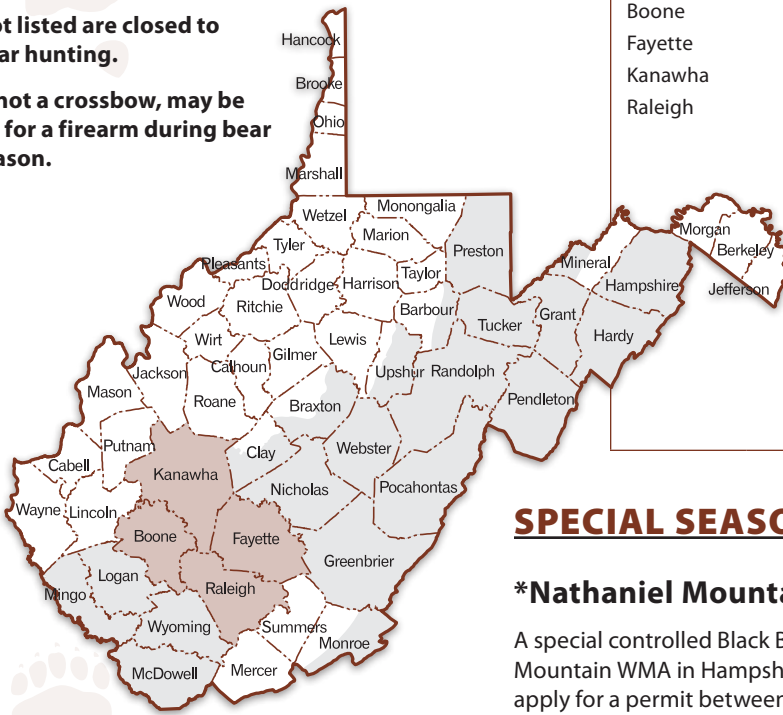 ot listed are closed to
ar hunting.
not a crossbow, may be
for a firearm during bear
ason.
Boone
Fayette
Kanawha
Raleigh
Hancock
Brooke
Ohio
Marshall
Wetzel
Monongalia
Marion
Preston
Morgan
Berkeley
Jefferson
Tyler
Pleasants
Doddridge
Harrison
Taylor
Mineral
Hampshire
Wood
Ritchie
Barbour
Tucker
Grant
Hardy
Wirt
Gilmer
Lewis
Upshur
Randolph
Pendleton
Mason
Jackson
Calhoun
Roane
Braxton
Putnam
Clay
Webster
Cabell
Kanawha
Nicholas
Pocahontas
Wayne
Lincoln
Boone
Fayette
Greenbrier
Mingo
Logan
Raleigh
Wyoming
Summers
Monroe
McDowell
Mercer
SPECIAL SEASO
*Nathaniel Mounta
A special controlled Black B
Mountain WMA in Hampsh
apply for a permit between